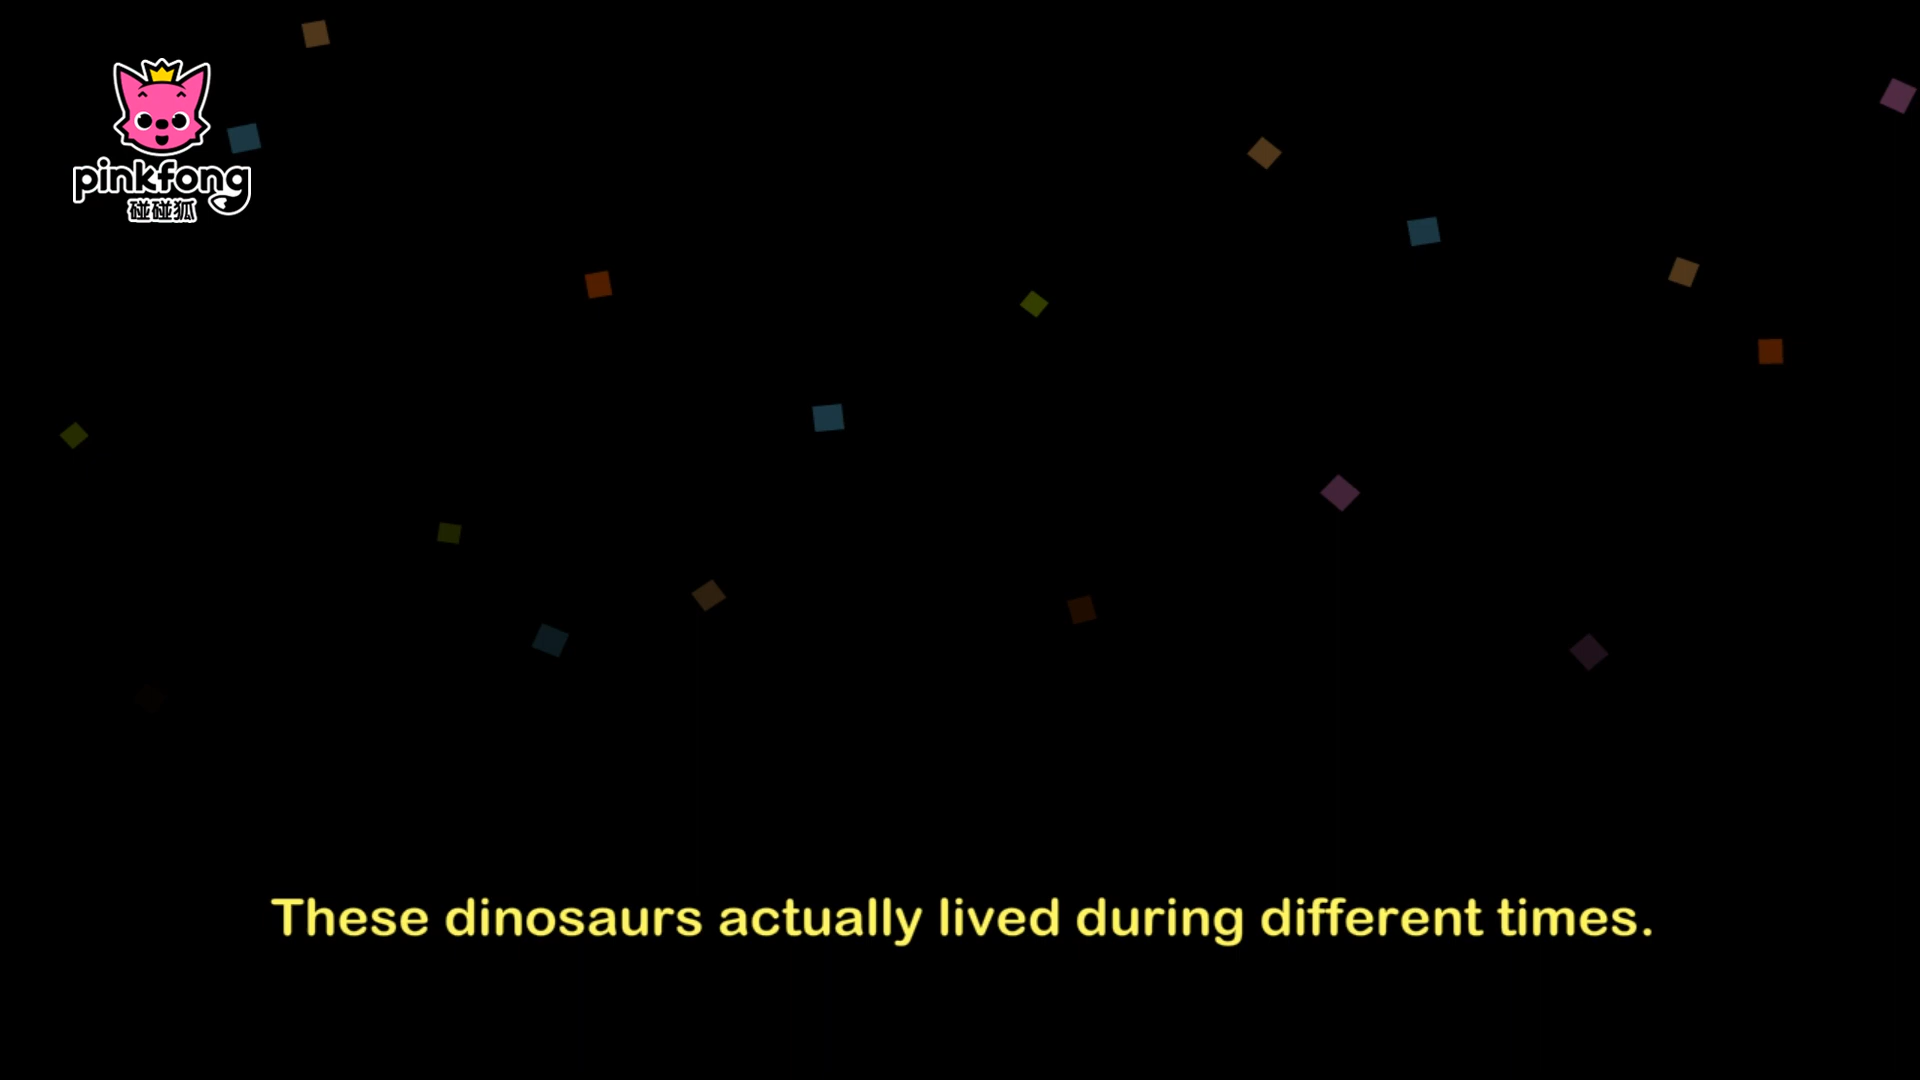 pinkfong
碰碰狐
These dinosaurs actually lived during different times.